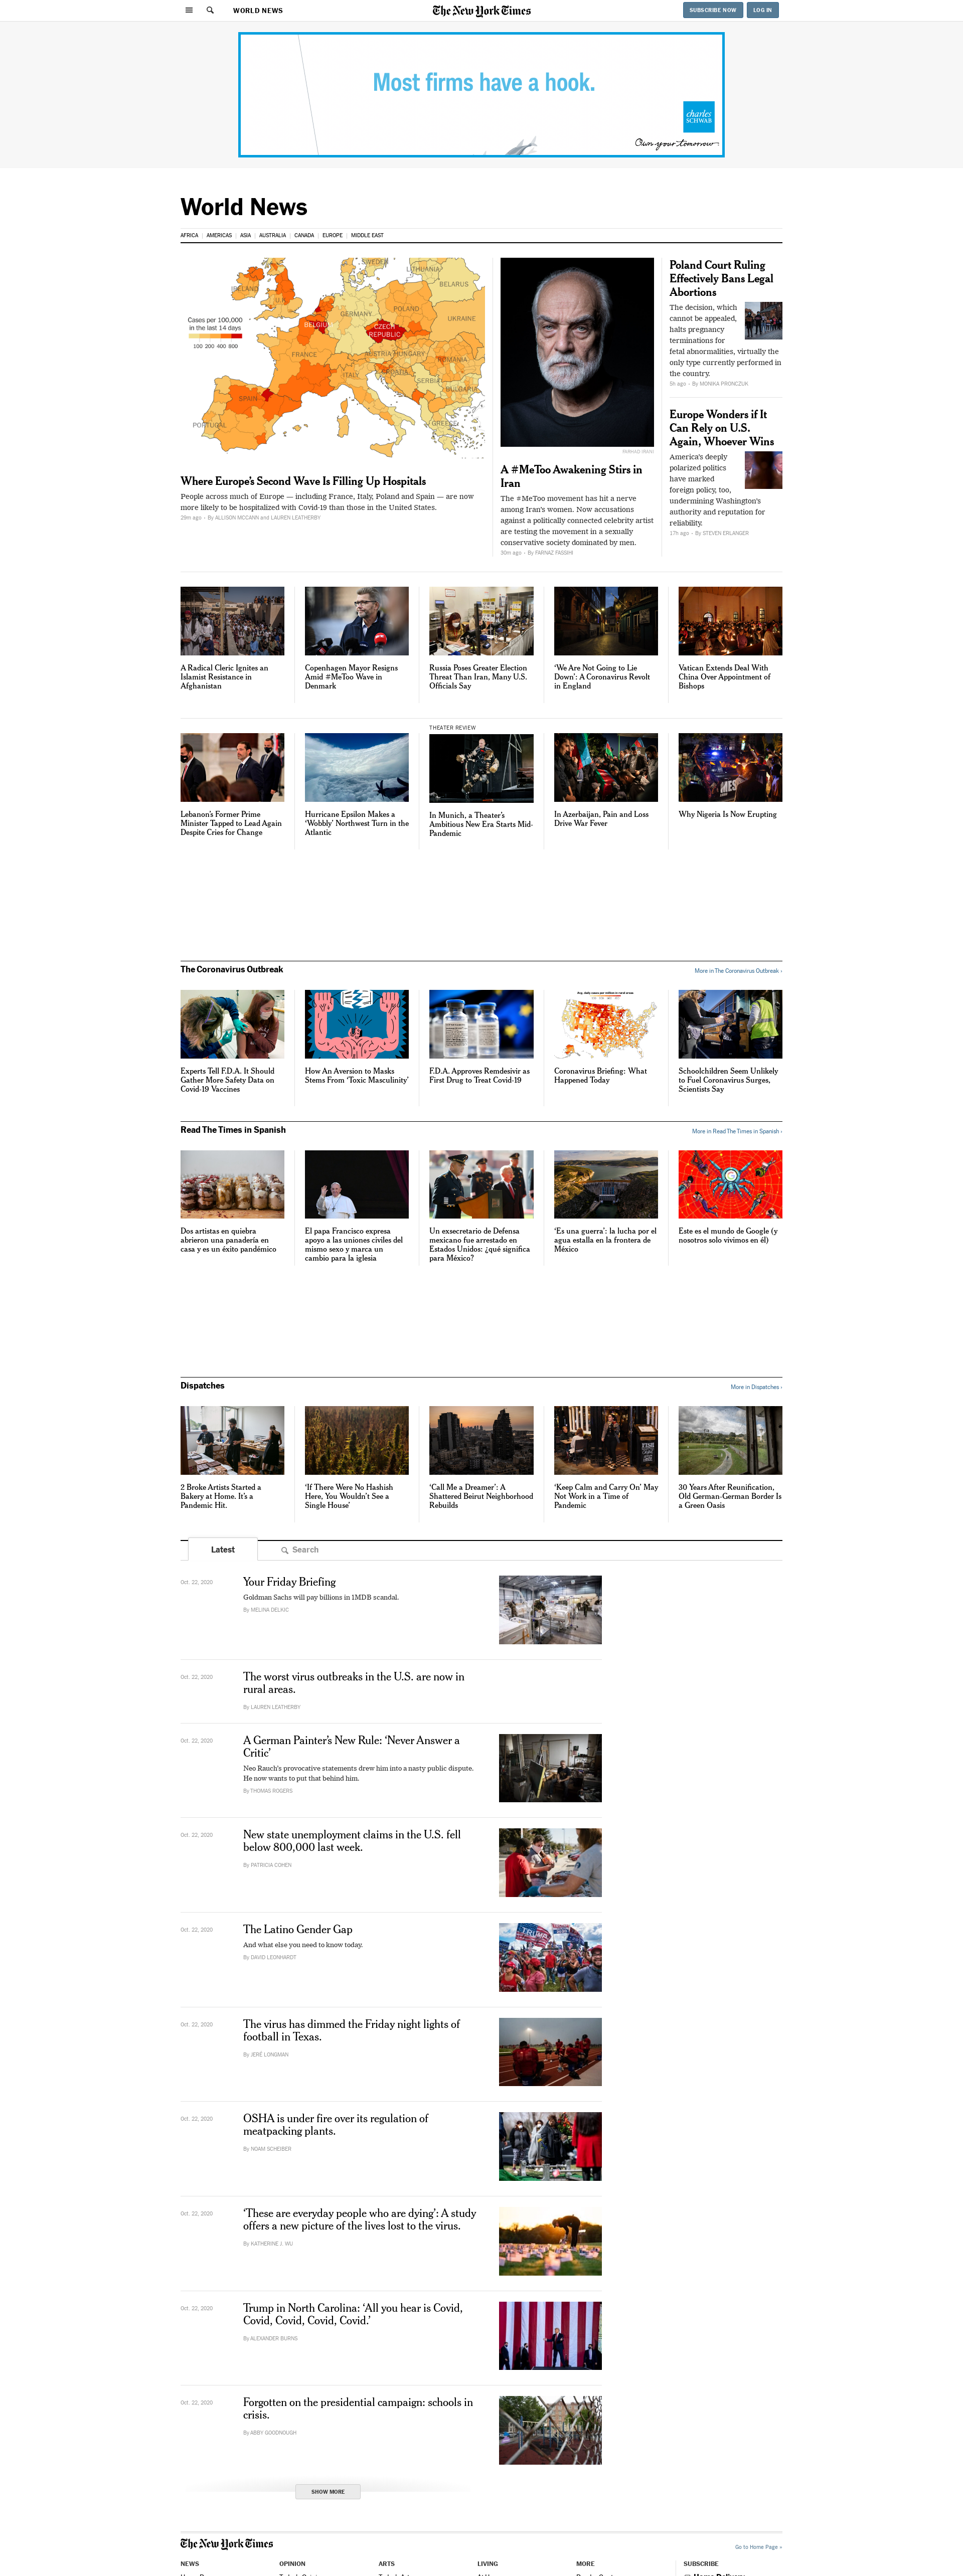 WORLD NEWS
The New York Times
SUBSCRIBE NOW
LOG IN
Most firms have a hook.
charles
SCHWAB
Own your tomorrow
World News
AFRICA
AMERICAS
ASIA
AUSTRALIA
CANADA
EUROPE
MIDDLE EAST
SWEDEN
LITHUANIA
IRELAND
U.K.
BELARUS
POLAND
GERMANY
UKRAINE
Cases per 100,000
in the last 14 days
100 200 400 800
BELGIUM
CZECH
REPUBLIC
FRANCE
AUSTRIA HUNGARY
ROMANIA
CROATIA
ITALY
SERBIA
BULGARIA
SPAIN
PORTUGAL
GREECE
Where Europe's Second Wave Is Filling Up Hospitals
People across much of Europe — including France, Italy, Poland and Spain — are now
more likely to be hospitalized with Covid-19 than those in the United States.
29m ago - By ALLISON MCCANN and LAUREN LEATHERBY
A #MeToo Awakening Stirs in
Iran
The #MeToo movement has hit a nerve
among Iran's women. Now accusations
against a politically connected celebrity artist
are testing the movement in a sexually
conservative society dominated by men.
30m ago - By FARNAZ FASSIHI
Poland Court Ruling
Effectively Bans Legal
Abortions
The decision, which
cannot be appealed,
halts pregnancy
terminations for
fetal abnormalities, virtually the
only type currently performed in
the country.
5h ago - By MONIKA PRONCZUK
Europe Wonders if It
Can Rely on U.S.
Again, Whoever Wins
America's deeply
polarized politics
have marked
foreign policy, too,
undermining Washington's
authority and reputation for
reliability.
17h ago - By STEVEN ERLANGER
A Radical Cleric Ignites an
Islamist Resistance in
Afghanistan
Copenhagen Mayor Resigns
Amid #MeToo Wave in
Denmark
Russia Poses Greater Election
Threat Than Iran, Many U.S.
Officials Say
'We Are Not Going to Lie
Down': A Coronavirus Revolt
in England
Vatican Extends Deal With
China Over Appointment of
Bishops
Lebanon's Former Prime
Minister Tapped to Lead Again
Despite Cries for Change
Hurricane Epsilon Makes a
'Wobbly' Northwest Turn in the
Atlantic
THEATER REVIEW
In Munich, a Theater's
Ambitious New Era Starts Mid-
Pandemic
In Azerbaijan, Pain and Loss
Drive War Fever
Why Nigeria Is Now Erupting
The Coronavirus Outbreak
More in The Coronavirus Outbreak ›
Experts Tell F.D.A. It Should
Gather More Safety Data on
Covid-19 Vaccines
How An Aversion to Masks
Stems From 'Toxic Masculinity'
F.D.A. Approves Remdesivir as
First Drug to Treat Covid-19
Coronavirus Briefing: What
Happened Today
Schoolchildren Seem Unlikely
to Fuel Coronavirus Surges,
Scientists Say
Read The Times in Spanish
More in Read The Times in Spanish ›
Dos artistas en quiebra
abrieron una panadería en
casa y es un éxito pandémico
El papa Francisco expresa
apoyo a las uniones civiles del
mismo sexo y marca un
cambio para la iglesia
Un exsecretario de Defensa
mexicano fue arrestado en
Estados Unidos: ¿qué significa
para México?
'Es una guerra': la lucha por el
agua estalla en la frontera de
México
Este es el mundo de Google (y
nosotros solo vivimos en él)
Dispatches
More in Dispatches ›
2 Broke Artists Started a
Bakery at Home. It's a
Pandemic Hit.
'If There Were No Hashish
Here, You Wouldn't See a
Single House'
'Call Me a Dreamer': A
Shattered Beirut Neighborhood
Rebuilds
'Keep Calm and Carry On' May
Not Work in a Time of
Pandemic
30 Years After Reunification,
Old German-German Border Is
a Green Oasis
Latest
Search
Oct. 22, 2020
Your Friday Briefing
Goldman Sachs will pay billions in 1MDB scandal.
By MELINA DELKIC
Oct. 22, 2020
The worst virus outbreaks in the U.S. are now in
rural areas.
By LAUREN LEATHERBY
Oct. 22, 2020
A German Painter's New Rule: 'Never Answer a
Critic'
Neo Rauch's provocative statements drew him into a nasty public dispute.
He now wants to put that behind him.
By THOMAS ROGERS
Oct. 22, 2020
New state unemployment claims in the U.S. fell
below 800,000 last week.
By PATRICIA COHEN
Oct. 22, 2020
The Latino Gender Gap
And what else you need to know today.
By DAVID LEONHARDT
TRUMP
Oct. 22, 2020
The virus has dimmed the Friday night lights of
football in Texas.
By JERÉ LONGMAN
Oct. 22, 2020
OSHA is under fire over its regulation of
meatpacking plants.
By NOAM SCHEIBER
Oct. 22, 2020
'These are everyday people who are dying': A study
offers a new picture of the lives lost to the virus.
By KATHERINE J. WU
Oct. 22, 2020
Trump in North Carolina: 'All you hear is Covid,
Covid, Covid, Covid, Covid.'
By ALEXANDER BURNS
Oct. 22, 2020
Forgotten on the presidential campaign: schools in
crisis.
By ABBY GOODNOUGH
SHOW MORE
The New York Times
Go to Home Page »
NEWS
OPINION
ARTS
LIVING
MORE
SUBSCRIBE